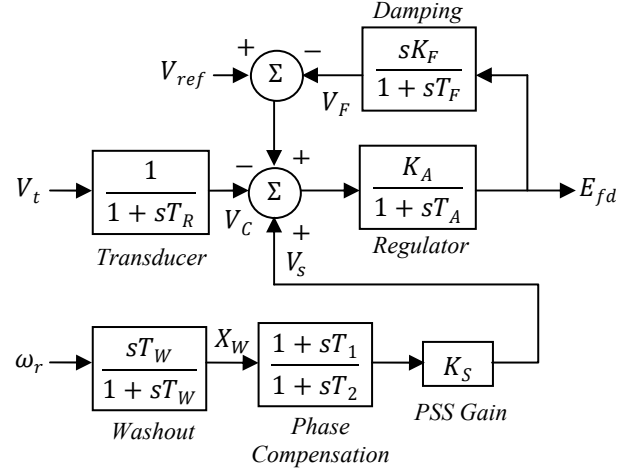 Damping
sK_F
1 + sT_F
+
−
V_ref
Σ
V_F
V_t
1
1 + sT_R
Transducer
−
V_C
Σ
+
+
V_s
K_A
1 + sT_A
Regulator
E_fd
ω_r
sT_W
1 + sT_W
Washout
X_W
1 + sT_1
1 + sT_2
Phase
Compensation
K_S
PSS Gain